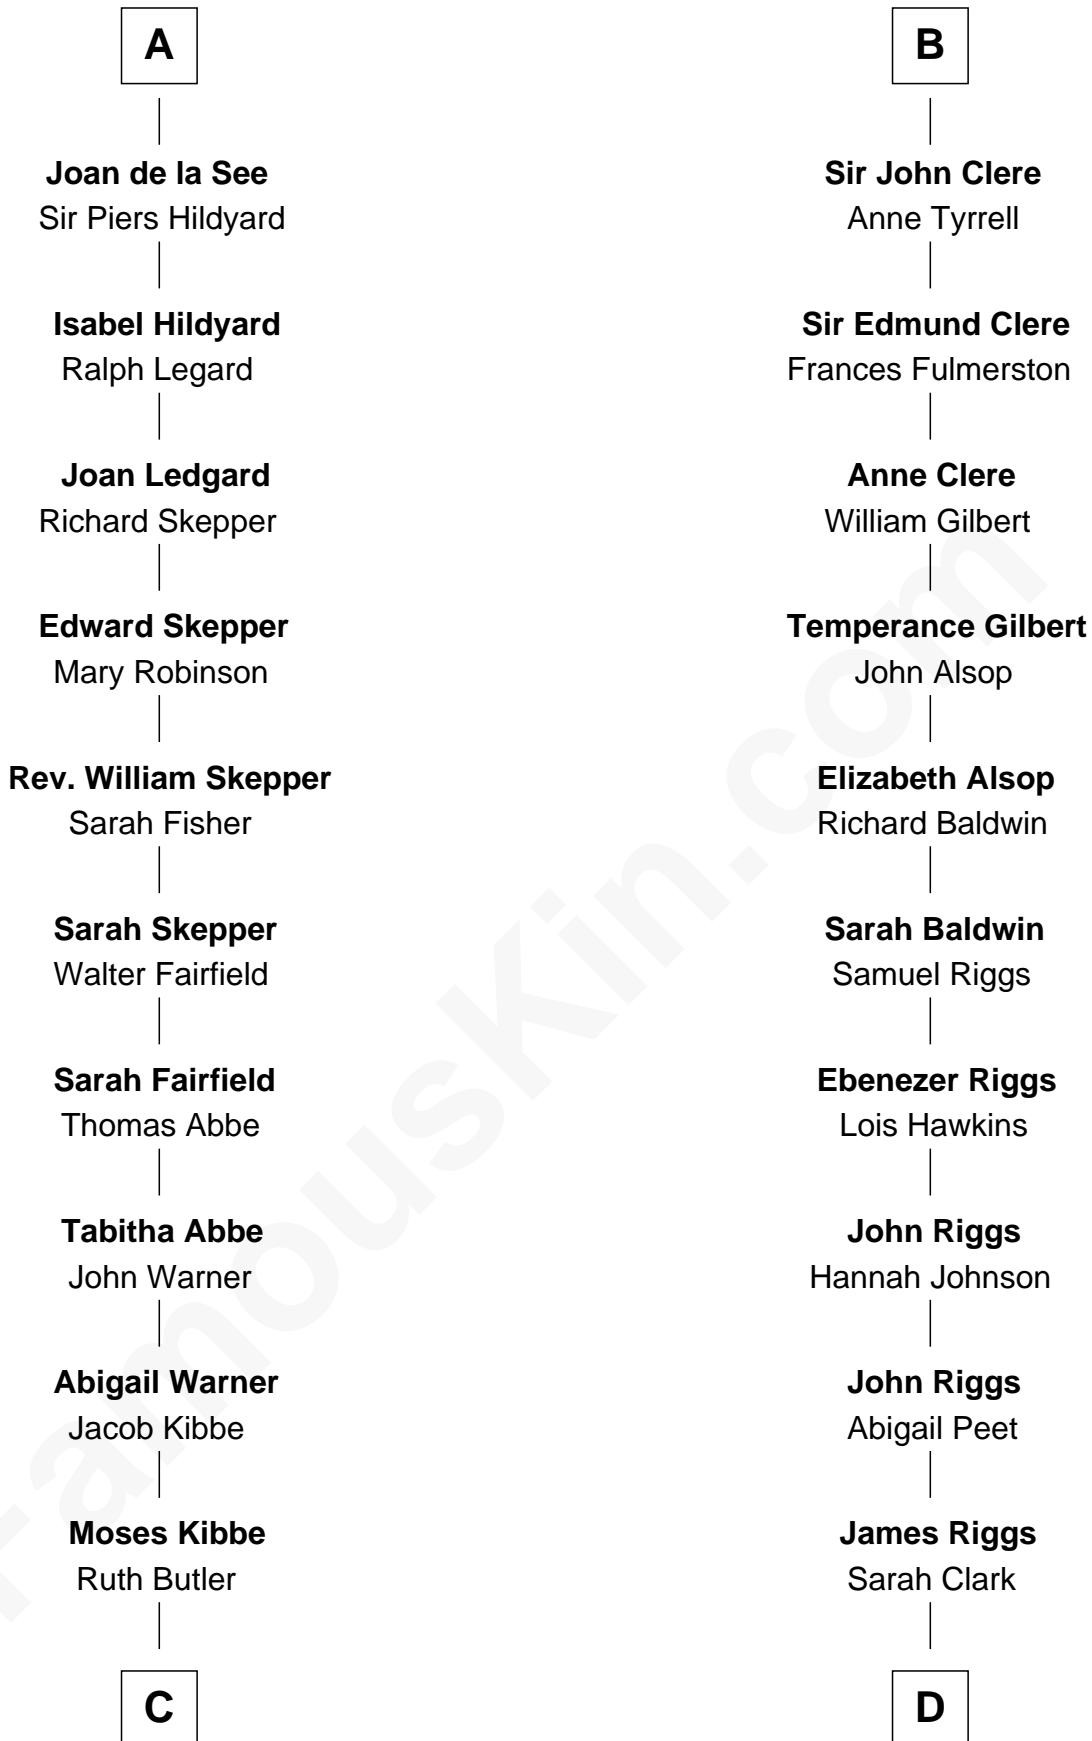 A
Joan de la See
Sir Piers Hildyard
Isabel Hildyard
Ralph Legard
Joan Ledgard
Richard Skepper
Edward Skepper
Mary Robinson
Rev. William Skepper
Sarah Fisher
Sarah Skepper
Walter Fairfield
Sarah Fairfield
Thomas Abbe
Tabitha Abbe
John Warner
Abigail Warner
Jacob Kibbe
Moses Kibbe
Ruth Butler
C
B
Sir John Clere
Anne Tyrrell
Sir Edmund Clere
Frances Fulmerston
Anne Clere
William Gilbert
Temperance Gilbert
John Alsop
Elizabeth Alsop
Richard Baldwin
Sarah Baldwin
Samuel Riggs
Ebenezer Riggs
Lois Hawkins
John Riggs
Hannah Johnson
John Riggs
Abigail Peet
James Riggs
Sarah Clark
D
FamousKin.com